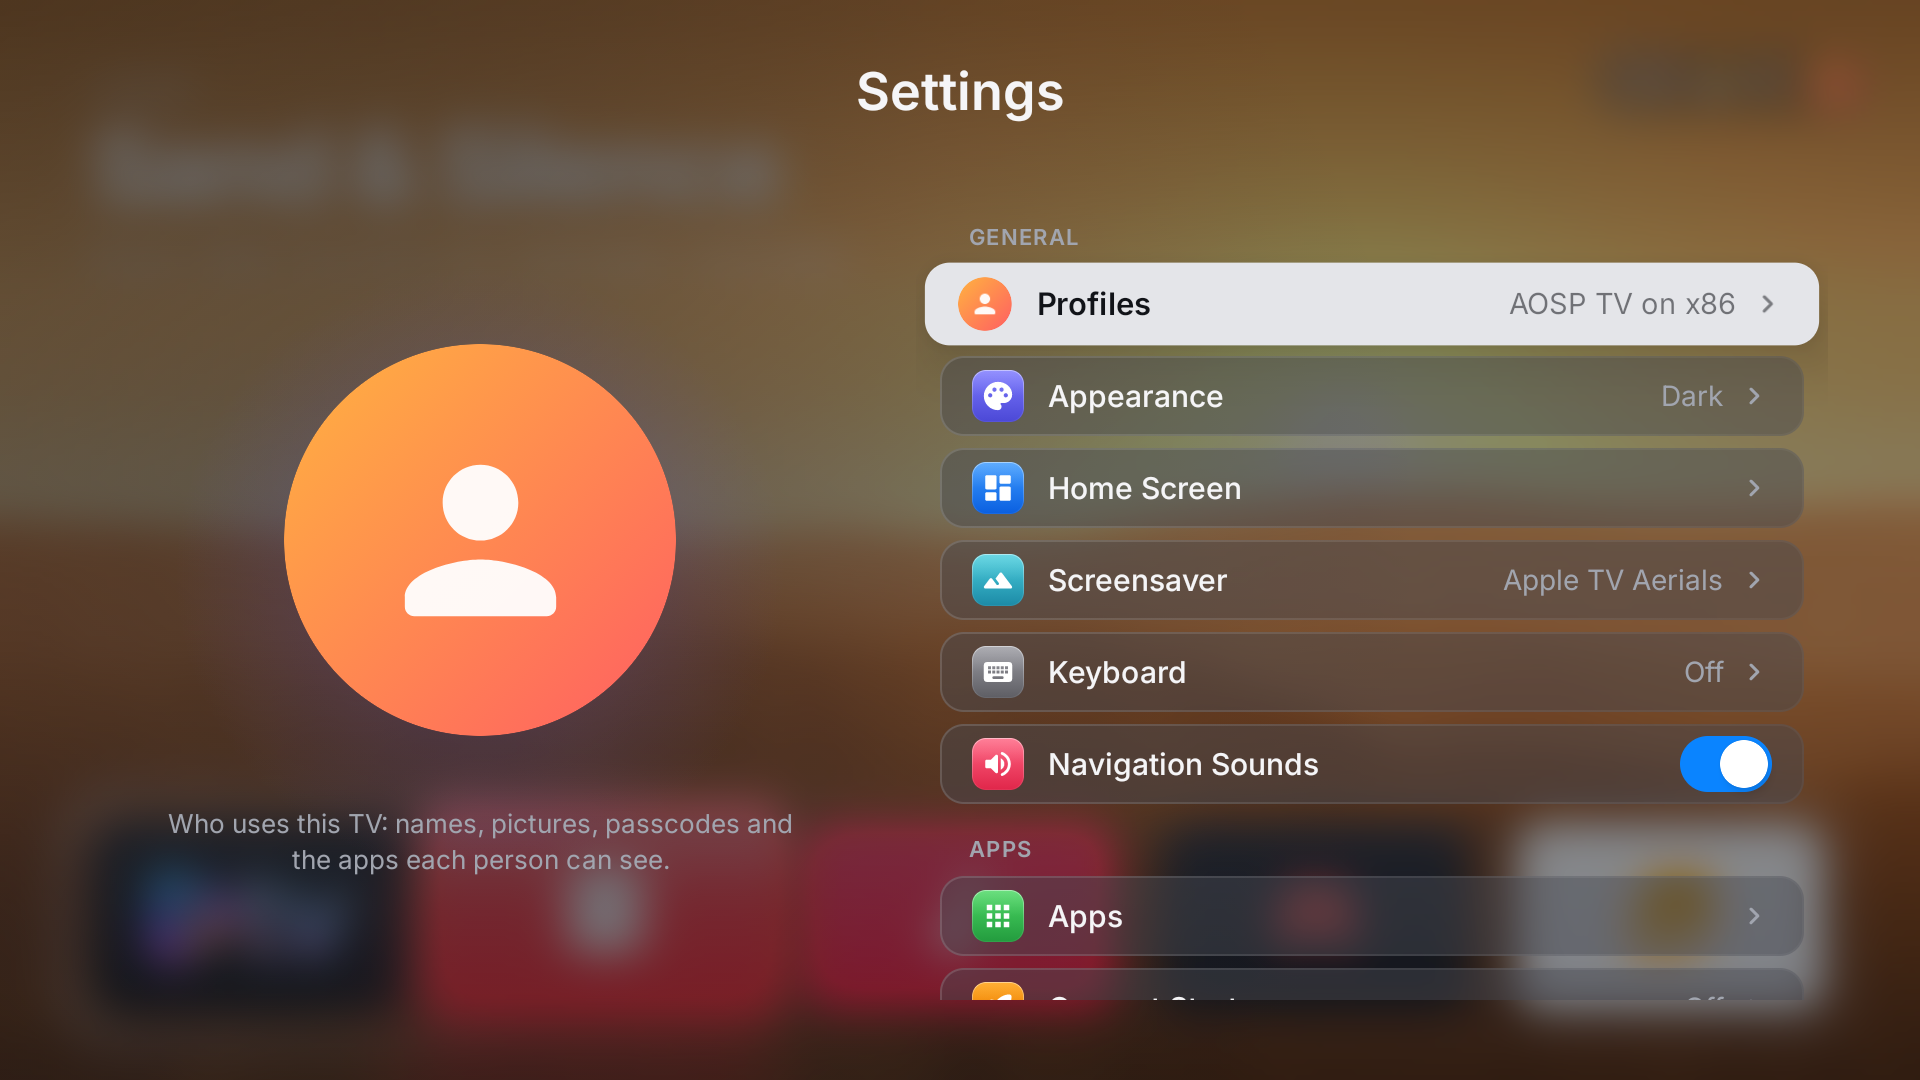 Settings
GENERAL
Profiles AOSP TV on x86
Appearance Dark
Home Screen
Screensaver Apple TV Aerials
Keyboard Off
Navigation Sounds
Who uses this TV: names, pictures, passcodes and
the apps each person can see.
APPS
Apps